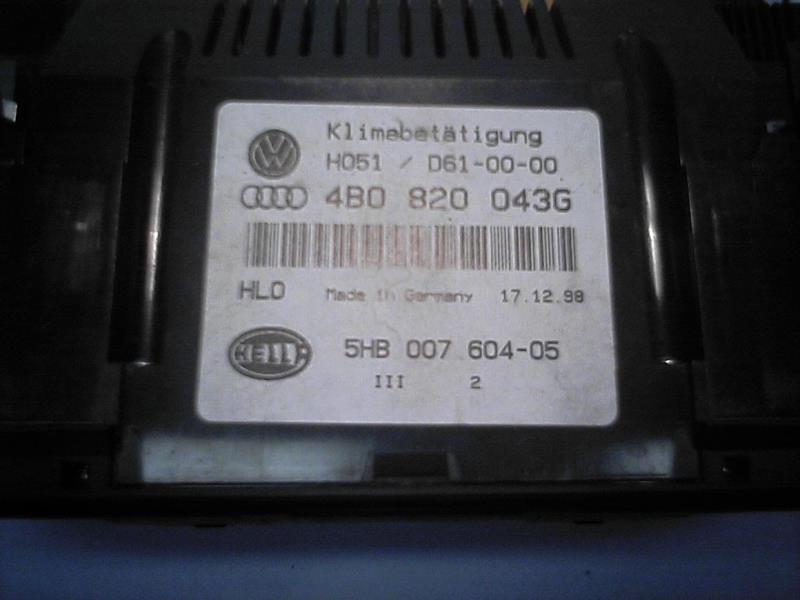 Klimabetätigung
H051 / D61-00-00
4B0 820 043G
HLO Made in Germany 17.12.98
HELLA 5HB 007 604-05
III 2